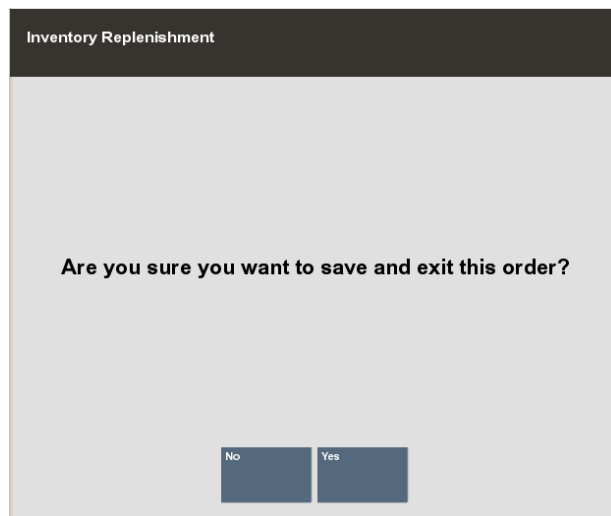 Inventory Replenishment
Are you sure you want to save and exit this order?
No
Yes